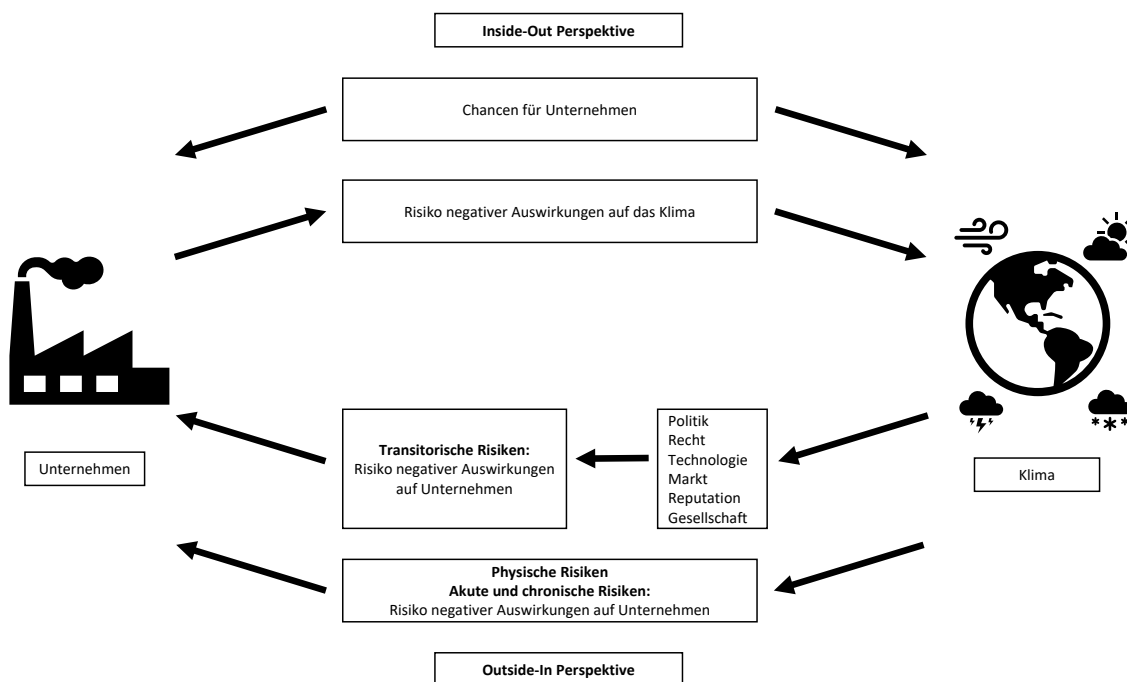 Inside-Out Perspektive
Chancen für Unternehmen
Risiko negativer Auswirkungen auf das Klima
Unternehmen
Transitorische Risiken:
Risiko negativer Auswirkungen
auf Unternehmen
Politik
Recht
Technologie
Markt
Reputation
Gesellschaft
Klima
Physische Risiken
Akute und chronische Risiken:
Risiko negativer Auswirkungen auf Unternehmen
Outside-In Perspektive